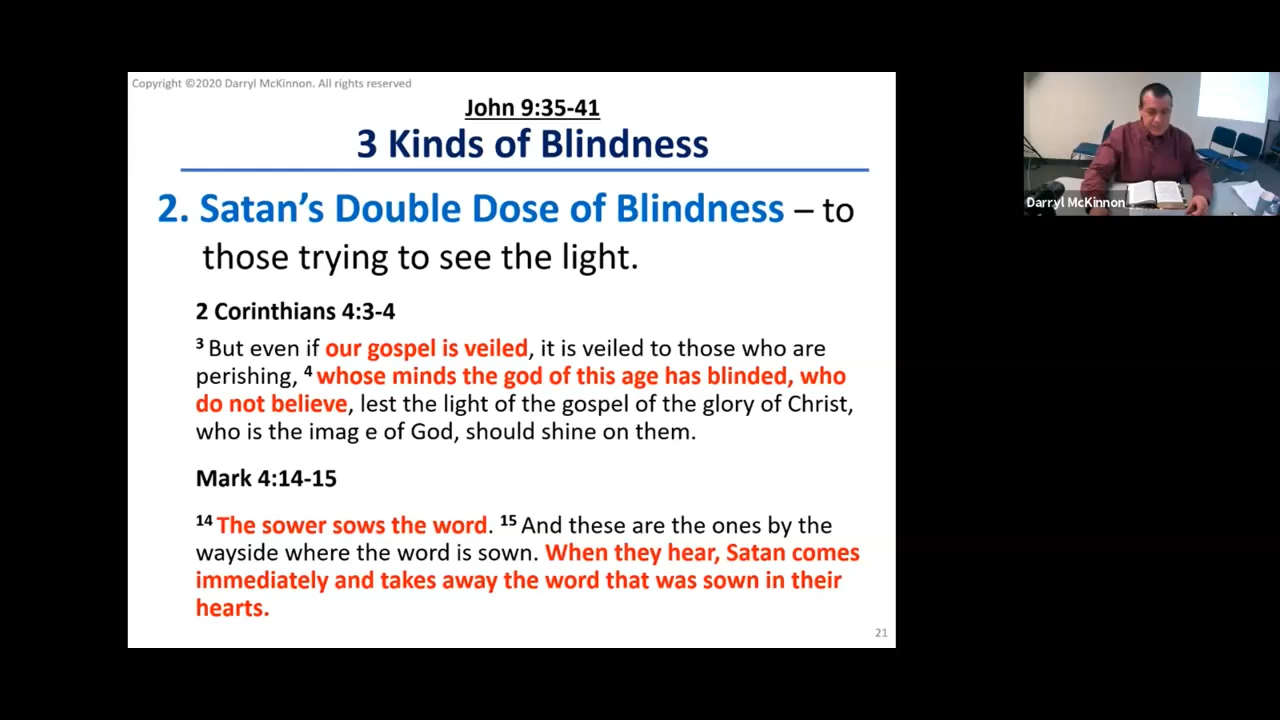 Copyright ©2020 Darryl McKinnon. All rights reserved
John 9:35-41
3 Kinds of Blindness
2. Satan’s Double Dose of Blindness – to
those trying to see the light.
2 Corinthians 4:3-4
3 But even if our gospel is veiled, it is veiled to those who are
perishing, 4 whose minds the god of this age has blinded, who
do not believe, lest the light of the gospel of the glory of Christ,
who is the imag e of God, should shine on them.
Mark 4:14-15
14 The sower sows the word. 15 And these are the ones by the
wayside where the word is sown. When they hear, Satan comes
immediately and takes away the word that was sown in their
hearts.
21
Darryl McKinnon